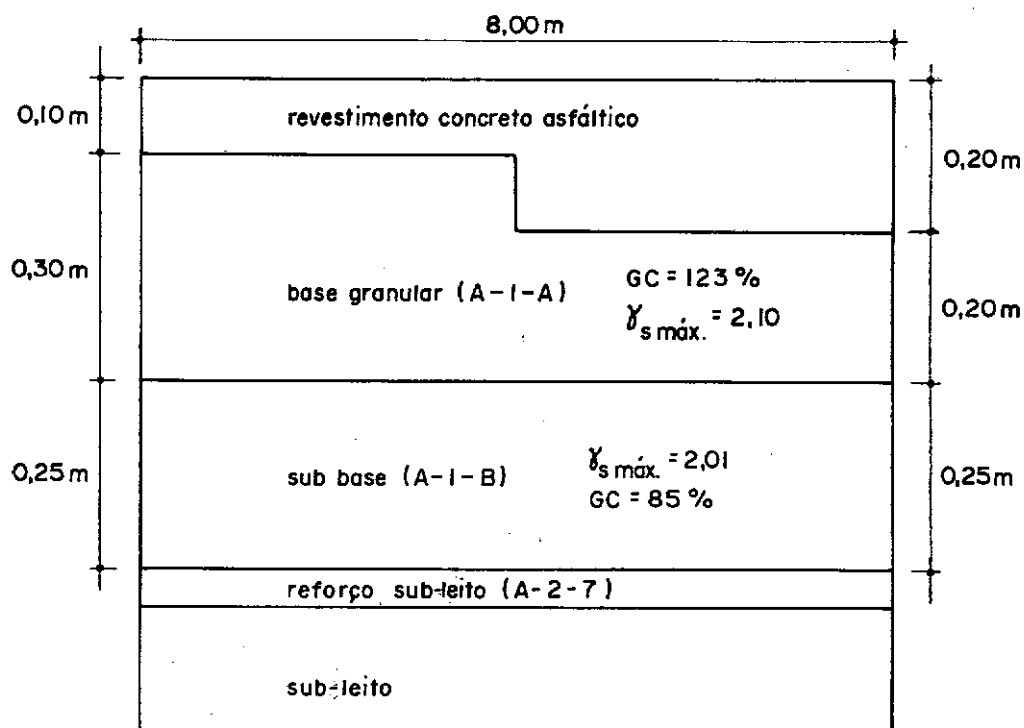 8,00 m
0,10 m
revestimento concreto asfáltico
0,20 m
0,30 m
base granular (A-1-A)
GC = 123 %
γs máx. = 2,10
0,20 m
0,25 m
sub base (A-1-B)
γs máx. = 2,01
GC = 85 %
0,25 m
reforço sub-leito (A-2-7)
sub-leito